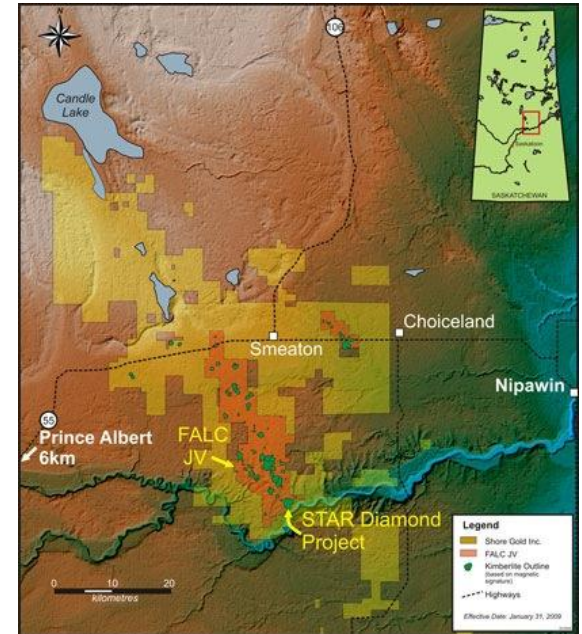 106
Candle
Lake
Saskatoon
SASKATCHEWAN
Choiceland
Smeaton
Nipawin
55
Prince Albert
6km
FALC
JV
STAR Diamond
Project
0 10 20
kilometres
Legend
Shore Gold Inc.
FALC JV
Kimberlite Outline
(based on magnetic
signature)
Highways
Effective Date: January 31, 2009